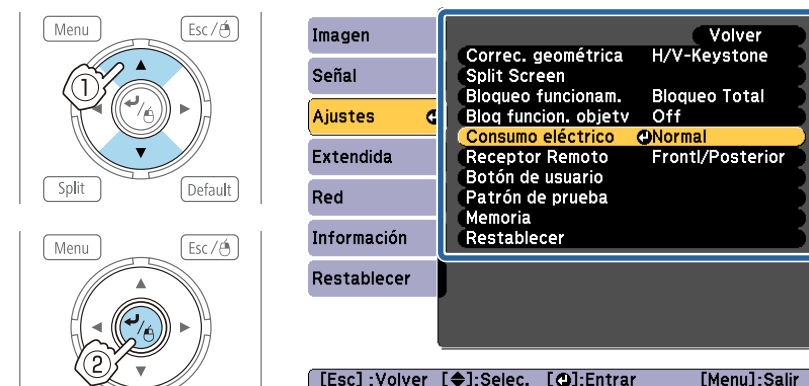 Menu
Esc/
1
Split
Default
Menu
Esc/
2
Imagen
Señal
Ajustes
Extendida
Red
Información
Restablecer
Volver
Correc. geométrica H/V-Keystone
Split Screen
Bloqueo funcionam. Bloqueo Total
Bloq funcion. objetv Off
Consumo eléctrico Normal
Receptor Remoto Frontl/Posterior
Botón de usuario
Patrón de prueba
Memoria
Restablecer
[Esc] :Volver [◆]:Selec. [⏎]:Entrar [Menu]:Salir